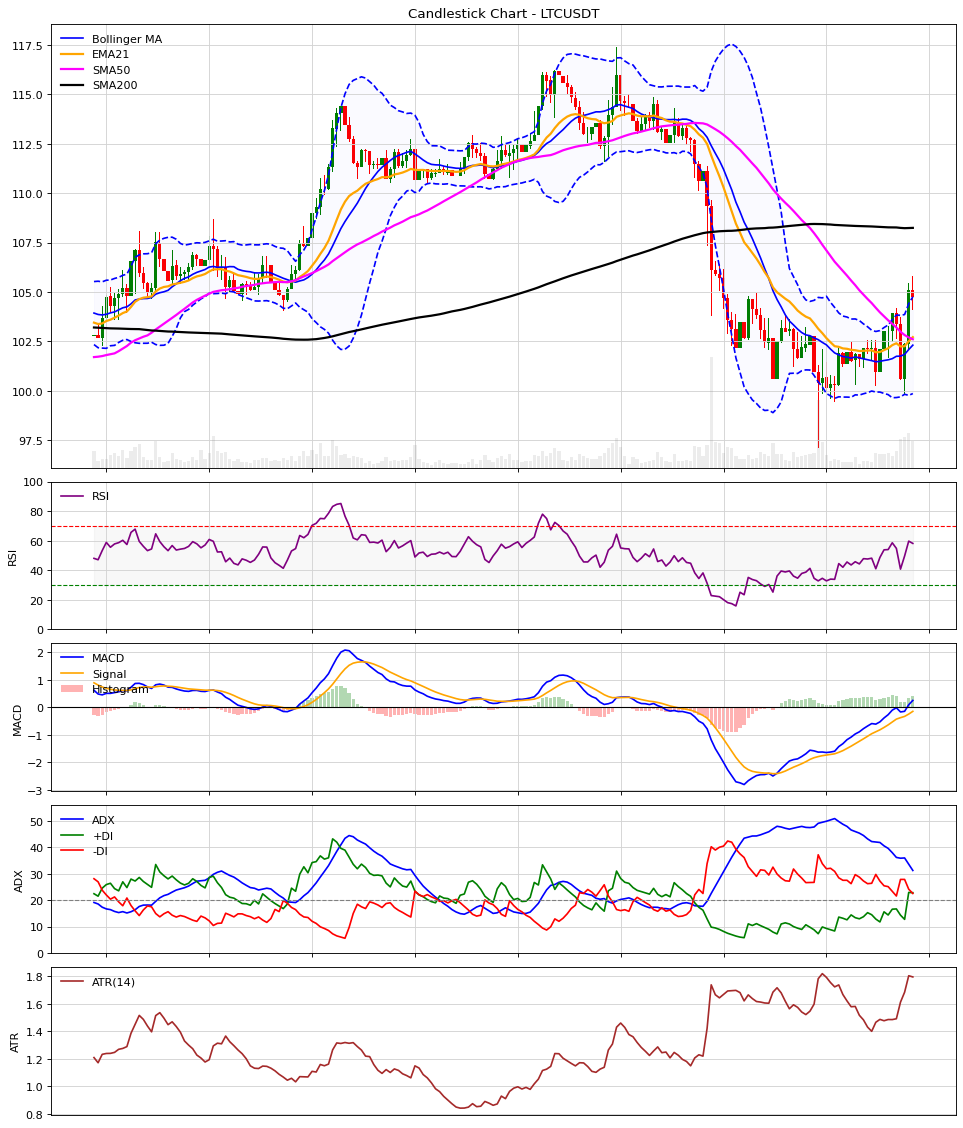 Candlestick Chart - LTCUSDT
Bollinger MA
EMA21
SMA50
SMA200
117.5
115.0
112.5
110.0
107.5
105.0
102.5
100.0
97.5
RSI
RSI
100
80
60
40
20
0
MACD
Signal
Histogram
MACD
2
1
0
−1
−2
−3
ADX
+DI
-DI
ADX
50
40
30
20
10
0
ATR(14)
ATR
1.8
1.6
1.4
1.2
1.0
0.8